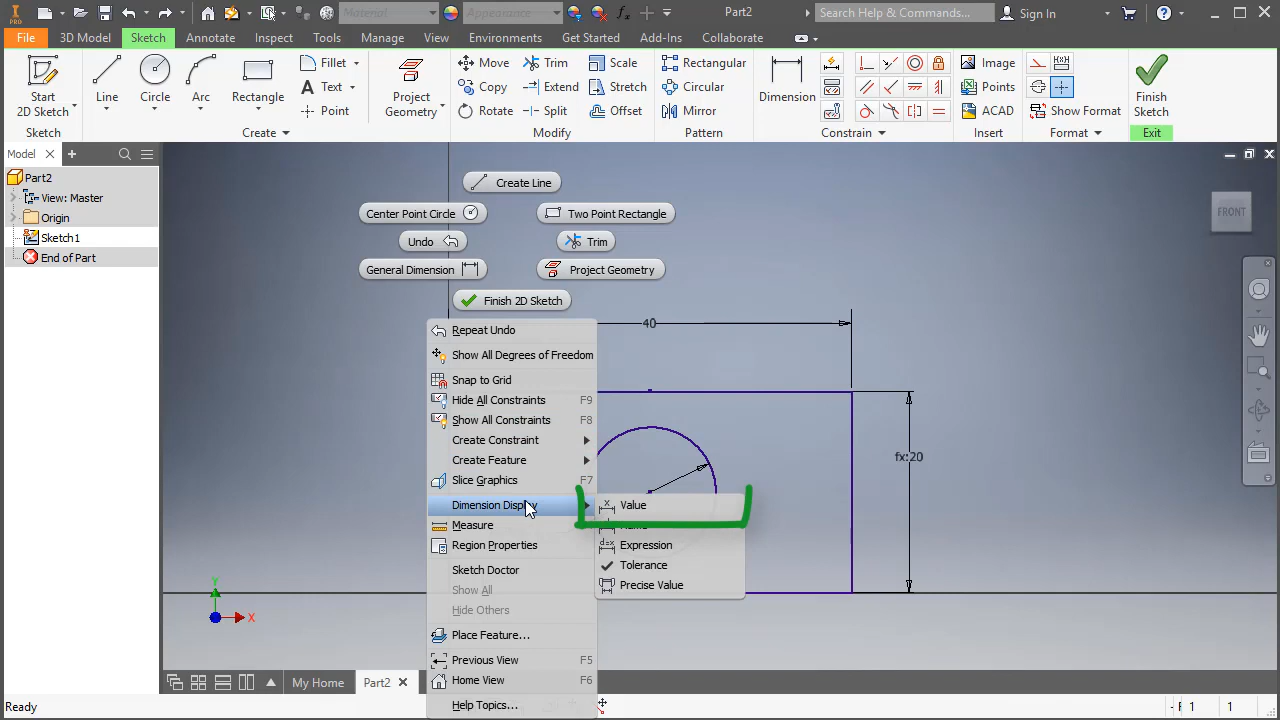 PRO
Material
Appearance
Part2
Search Help & Commands...
Sign In
File
3D Model
Sketch
Annotate
Inspect
Tools
Manage
View
Environments
Get Started
Add-Ins
Collaborate
Start
2D Sketch
Line
Circle
Arc
Rectangle
Fillet
Text
Point
Project
Geometry
Move
Copy
Rotate
Trim
Extend
Split
Scale
Stretch
Offset
Rectangular
Circular
Mirror
Dimension
Image
Points
ACAD
Show Format
Finish
Sketch
Sketch
Create
Modify
Pattern
Constrain
Insert
Format
Exit
Model
Part2
View: Master
Origin
Sketch1
End of Part
Create Line
Center Point Circle
Two Point Rectangle
Undo
Trim
General Dimension
Project Geometry
Finish 2D Sketch
FRONT
40
fx:20
Repeat Undo
Show All Degrees of Freedom
Snap to Grid
Hide All Constraints F9
Show All Constraints F8
Create Constraint
Create Feature
Slice Graphics F7
Dimension Display
Measure
Region Properties
Sketch Doctor
Show All
Hide Others
Place Feature...
Previous View F5
Home View F6
Help Topics...
Value
Name
Expression
Tolerance
Precise Value
Y
X
My Home
Part2
Ready
1
1